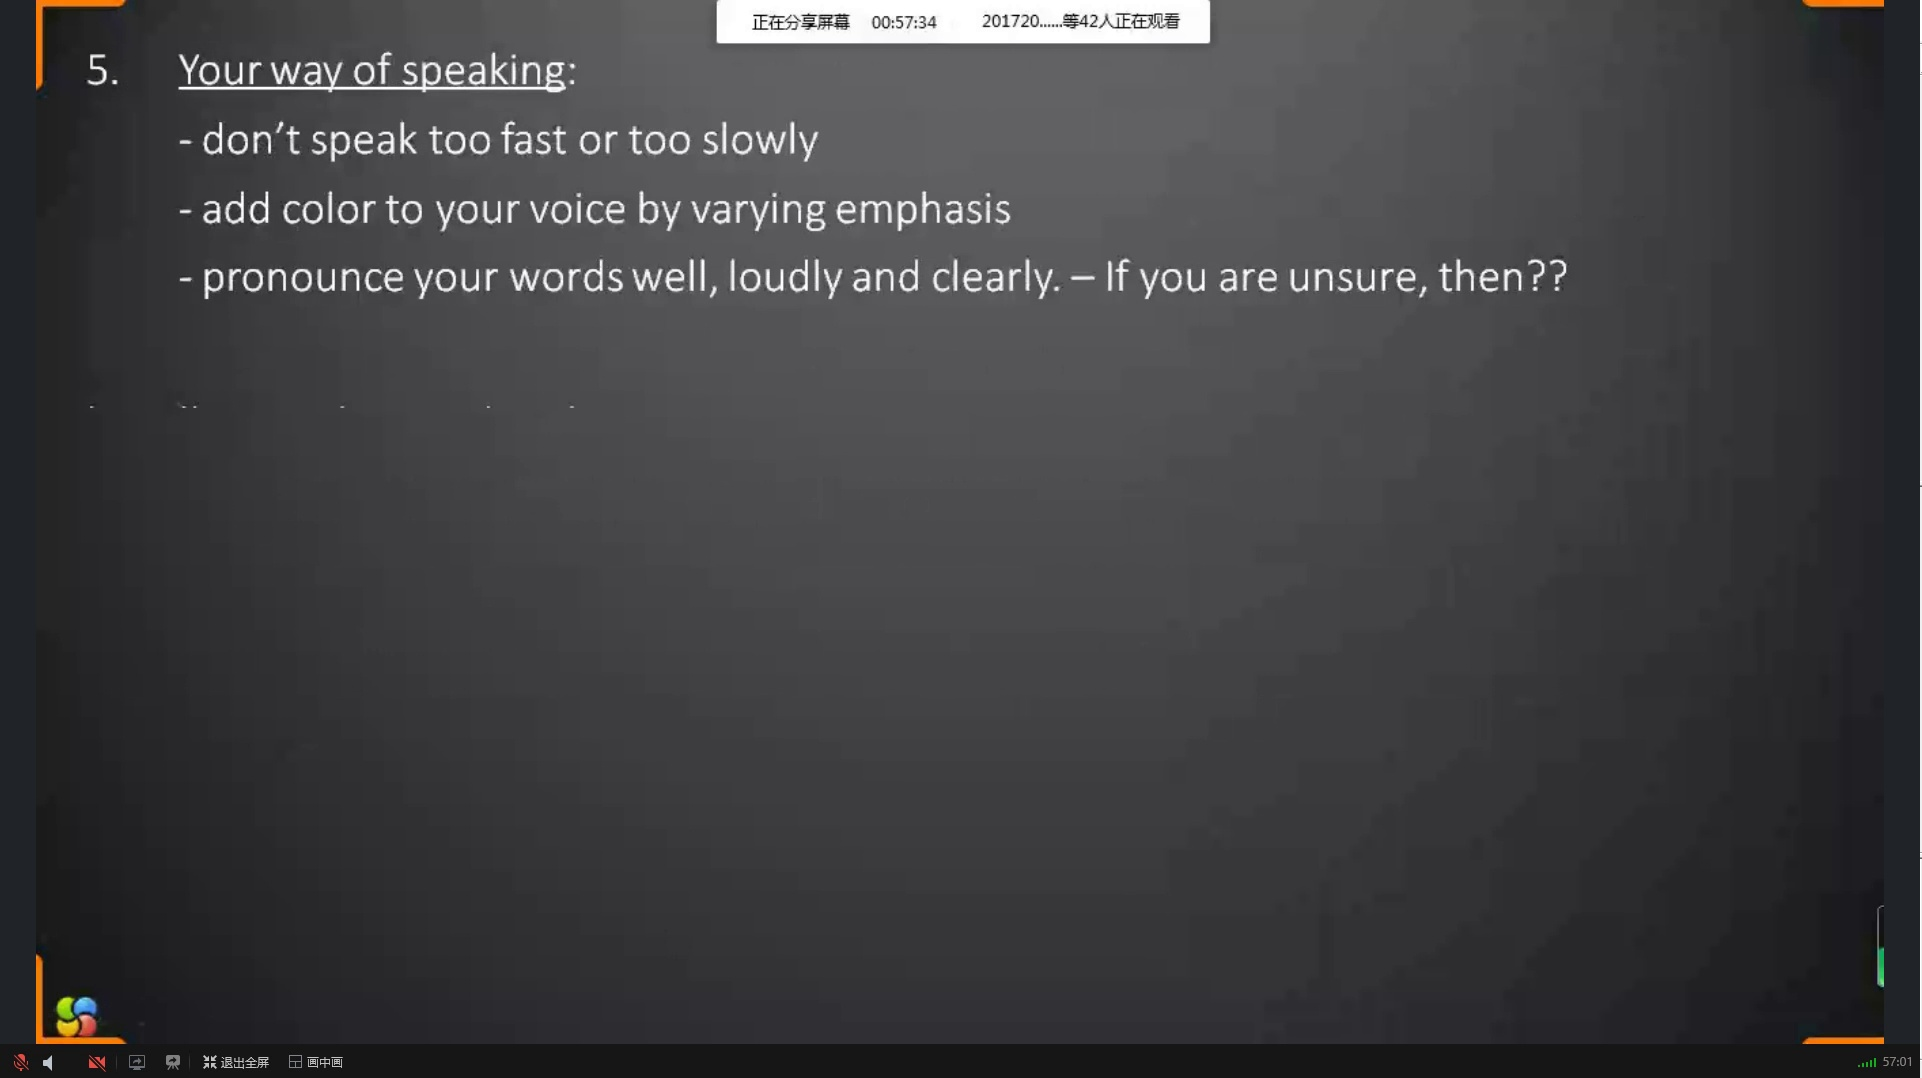 正在分享屏幕 00:57:34 201720......等42人正在观看
5. Your way of speaking:
- don’t speak too fast or too slowly
- add color to your voice by varying emphasis
- pronounce your words well, loudly and clearly. – If you are unsure, then??
退出全屏 画中画 57:01